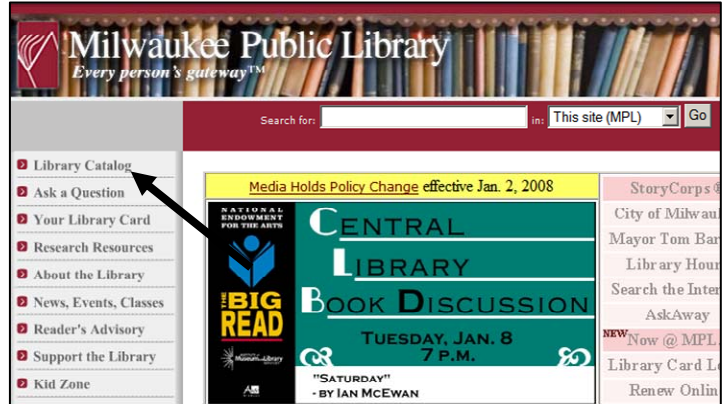 Milwaukee Public Library
Every person's gateway™
Search for:
in: This site (MPL) Go
Library Catalog
Ask a Question
Your Library Card
Research Resources
About the Library
News, Events, Classes
Reader's Advisory
Support the Library
Kid Zone
Media Holds Policy Change effective Jan. 2, 2008
NATIONAL
ENDOWMENT
FOR THE ARTS
THE BIG
READ
Museum Library
CENTRAL
LIBRARY
BOOK DISCUSSION
TUESDAY, JAN. 8
7 P.M.
"SATURDAY"
- BY IAN MCEWAN
StoryCorps
City of Milwau
Mayor Tom Bar
Library Hour
Search the Inter
AskAway
NEW Now @ MPL
Library Card L
Renew Onlin